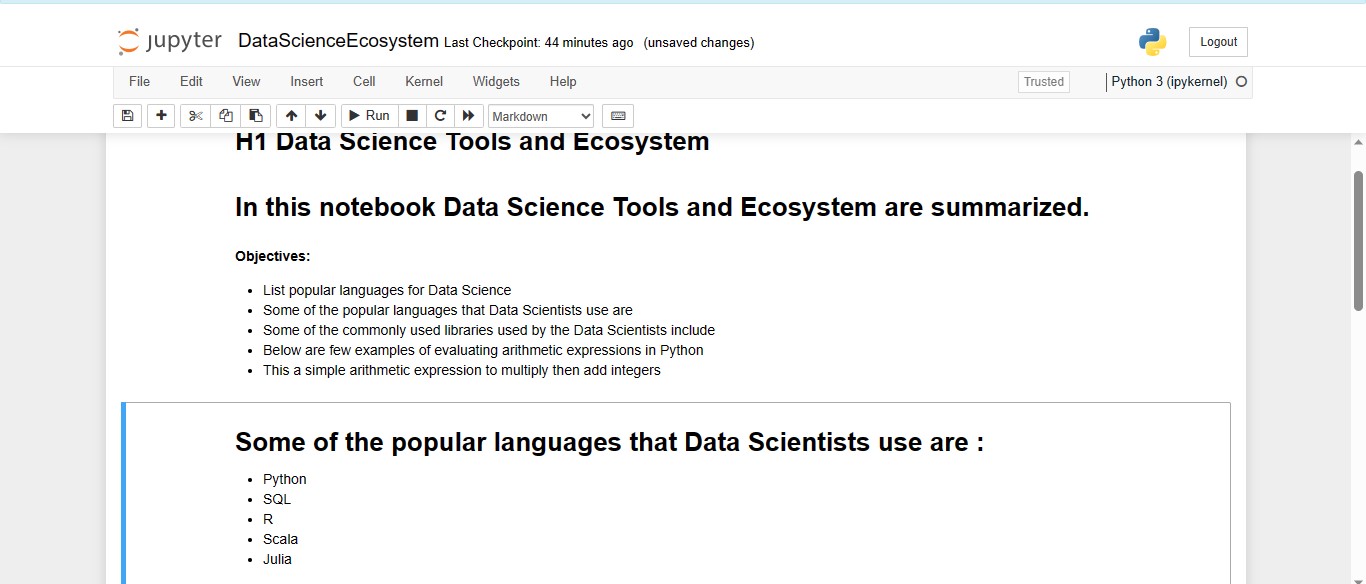 jupyter DataScienceEcosystem Last Checkpoint: 44 minutes ago (unsaved changes) Logout
File Edit View Insert Cell Kernel Widgets Help Trusted Python 3 (ipykernel)
Run Markdown
H1 Data Science Tools and Ecosystem
In this notebook Data Science Tools and Ecosystem are summarized.
Objectives:
• List popular languages for Data Science
• Some of the popular languages that Data Scientists use are
• Some of the commonly used libraries used by the Data Scientists include
• Below are few examples of evaluating arithmetic expressions in Python
• This a simple arithmetic expression to multiply then add integers
Some of the popular languages that Data Scientists use are :
• Python
• SQL
• R
• Scala
• Julia